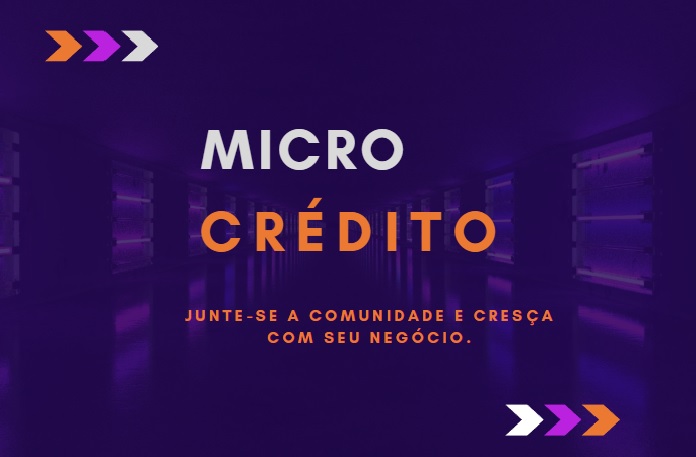 MICRO
CRÉDITO
JUNTE-SE A COMUNIDADE E CRESÇA
COM SEU NEGÓCIO.